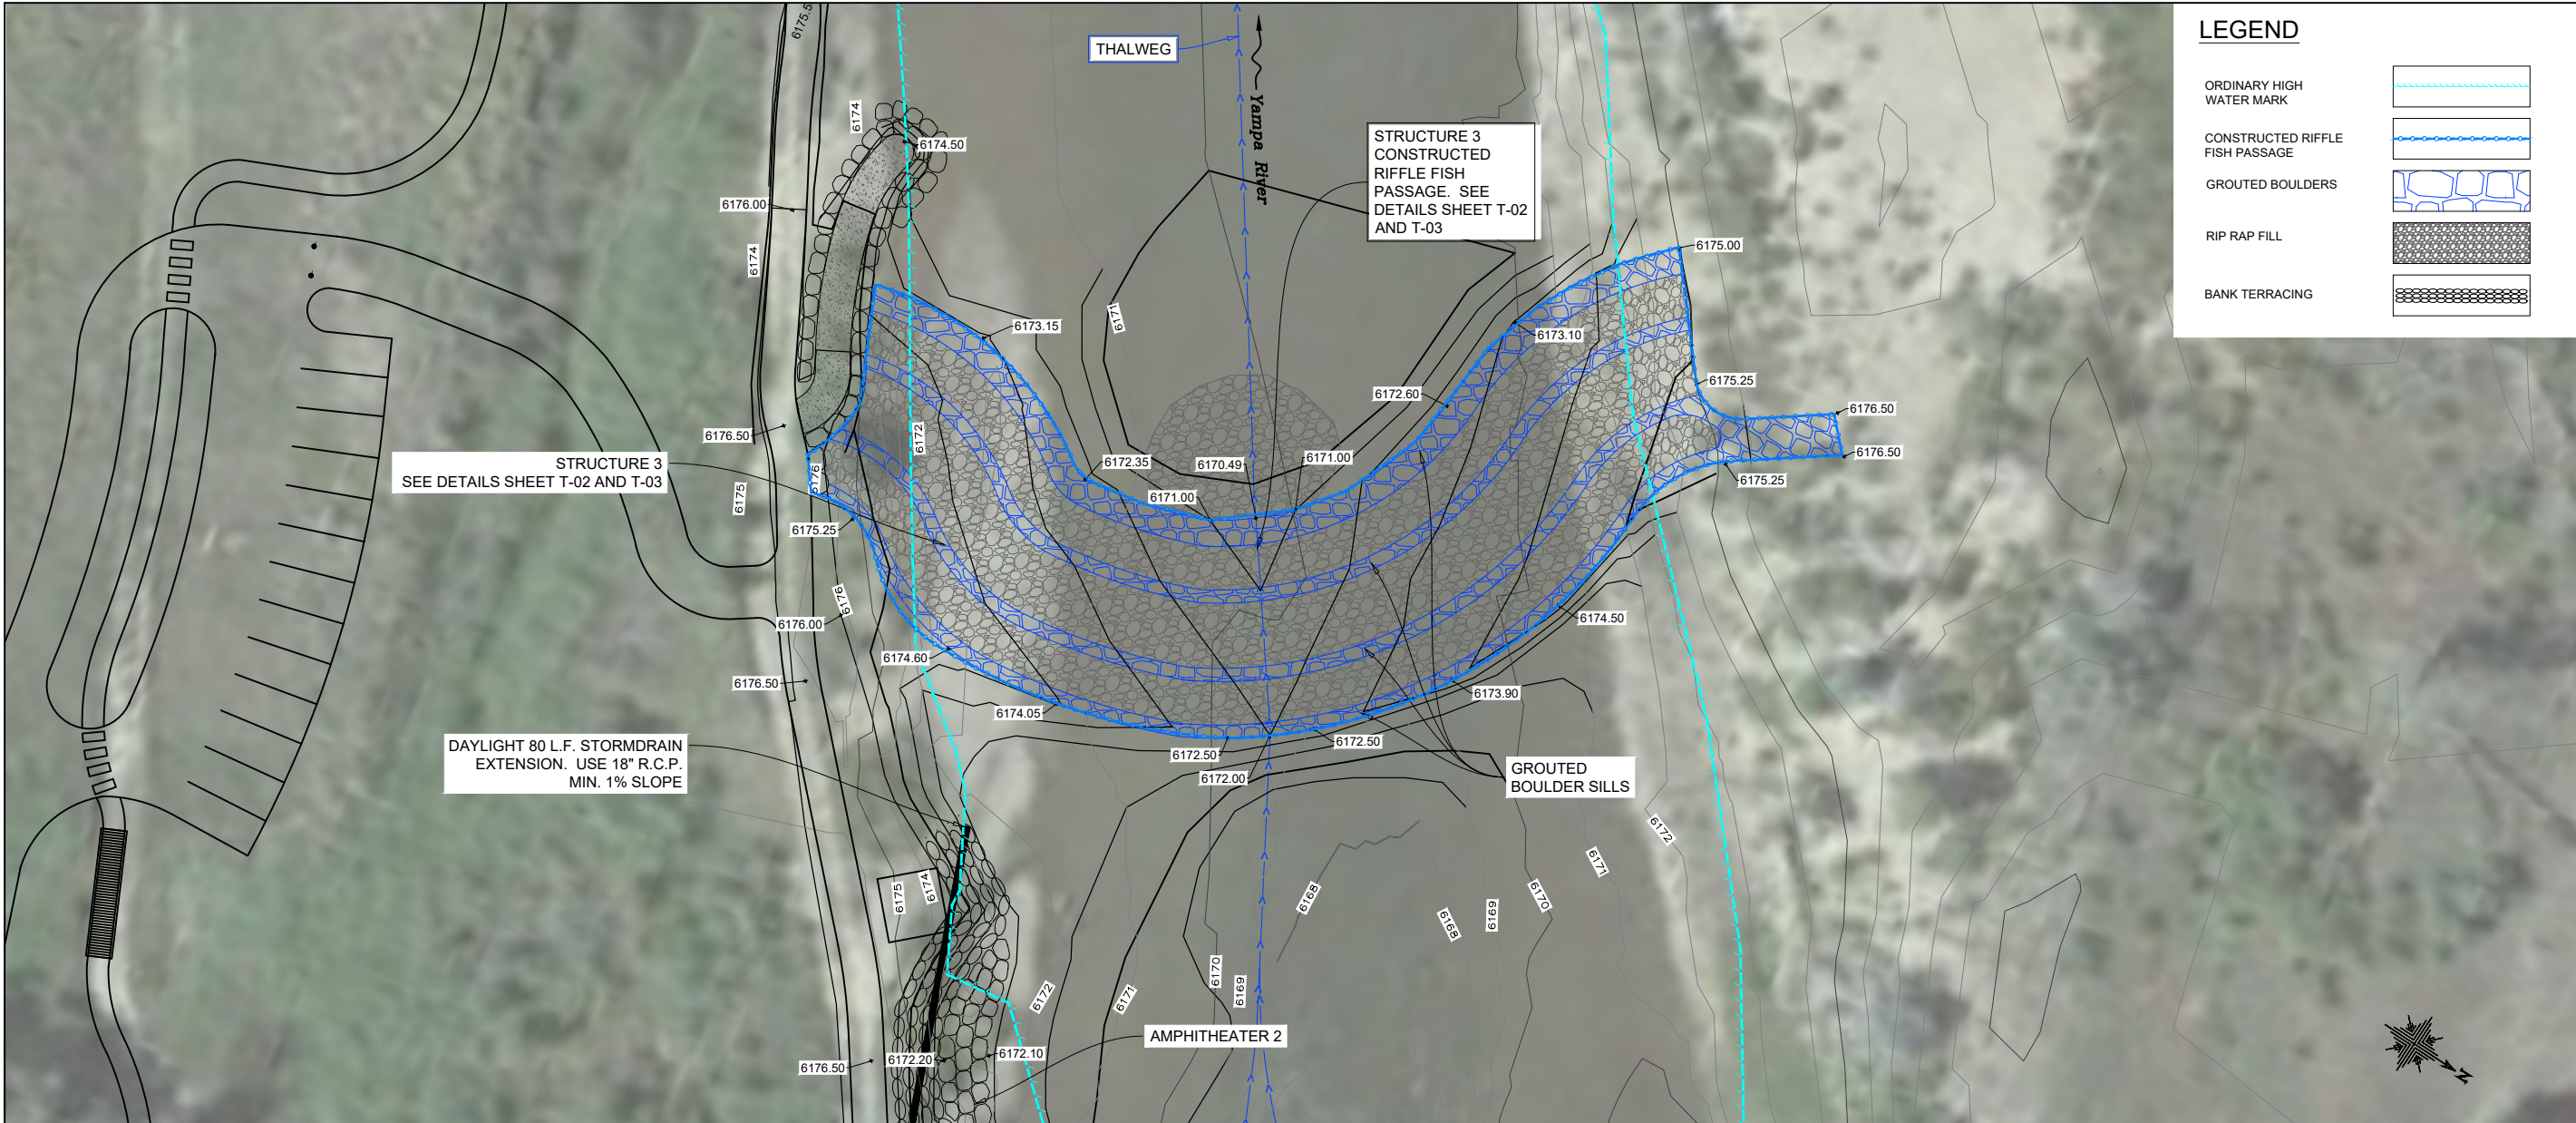 6175.5
THALWEG
Yampa River
LEGEND
ORDINARY HIGH
WATER MARK
CONSTRUCTED RIFFLE
FISH PASSAGE
GROUTED BOULDERS
RIP RAP FILL
BANK TERRACING
STRUCTURE 3
CONSTRUCTED
RIFFLE FISH
PASSAGE. SEE
DETAILS SHEET T-02
AND T-03
6174
6174.50
6176.00
6174
6175.00
6171
6173.15
6173.10
6175.25
6172.60
6176.50
6176.50
6172
6172.35
6170.49
6171.00
6176.50
STRUCTURE 3
SEE DETAILS SHEET T-02 AND T-03
6176
6175
6171.00
6175.25
6175.25
6176
6176.00
6174.50
6174.60
6176.50
6173.90
6174.05
6172.50
6172.50
6172.00
DAYLIGHT 80 L.F. STORMDRAIN
EXTENSION. USE 18" R.C.P.
MIN. 1% SLOPE
GROUTED
BOULDER SILLS
6172
6171
6175
6174
6168
6170
6169
6168
6170
6169
6172
6171
AMPHITHEATER 2
6176.50
6172.20
6172.10
N